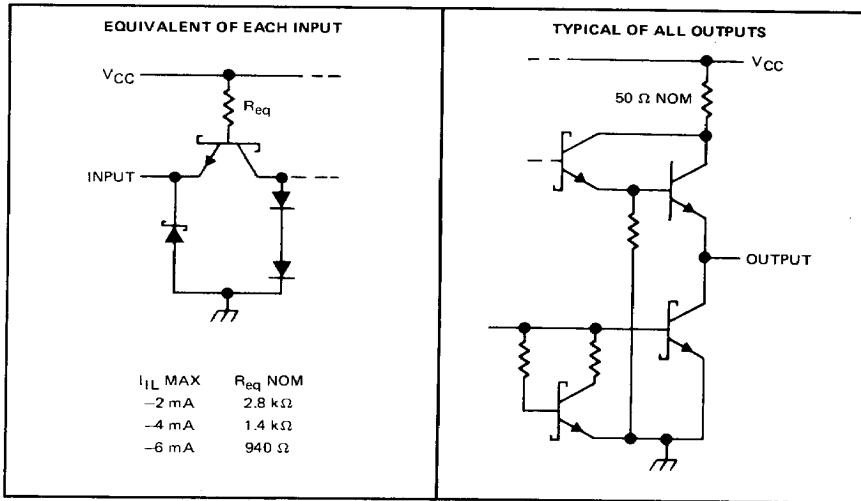 EQUIVALENT OF EACH INPUT
VCC
Req
INPUT
IIL MAX Req NOM
−2 mA 2.8 kΩ
−4 mA 1.4 kΩ
−6 mA 940 Ω
TYPICAL OF ALL OUTPUTS
VCC
50 Ω NOM
OUTPUT